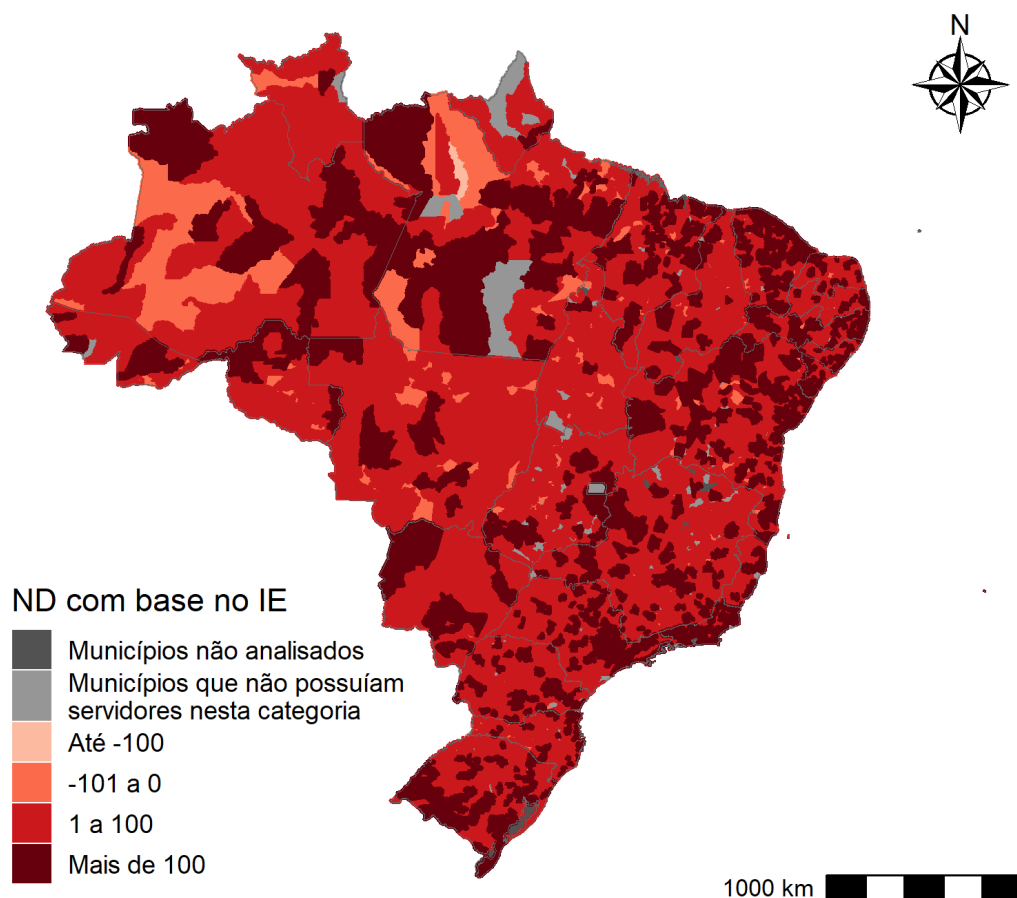 N
ND com base no IE
Municípios não analisados
Municípios que não possuíam
servidores nesta categoria
Até -100
-101 a 0
1 a 100
Mais de 100
1000 km